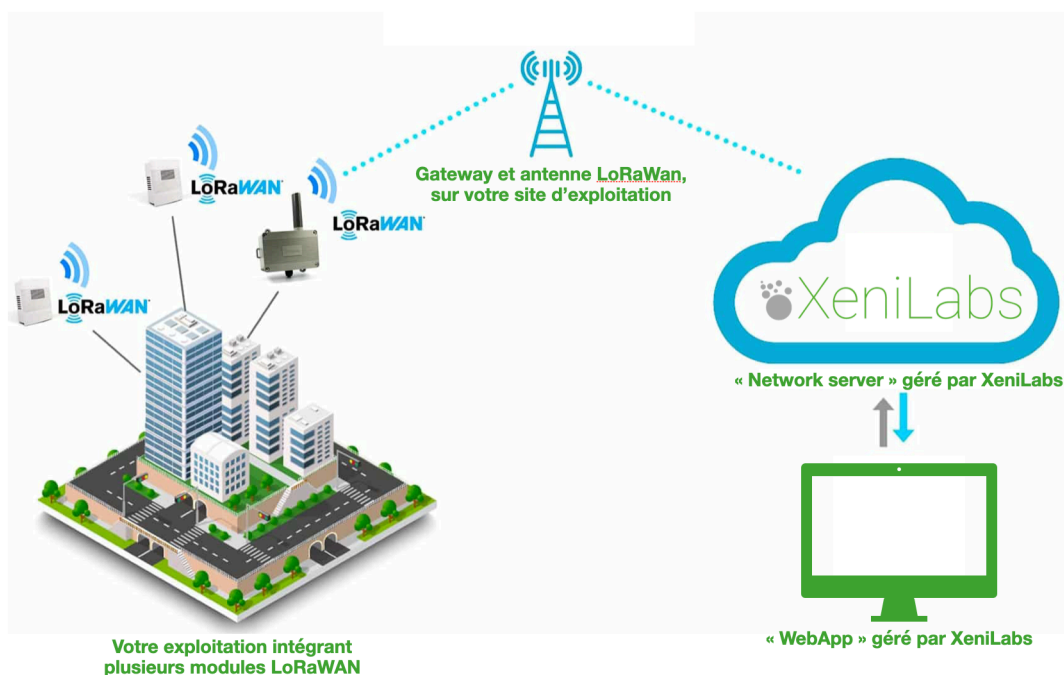 Gateway et antenne LoRaWan,
sur votre site d'exploitation
LoRaWAN
LoRaWAN
LoRaWAN
XeniLabs
« Network server » géré par XeniLabs
« WebApp » géré par XeniLabs
Votre exploitation intégrant
plusieurs modules LoRaWAN